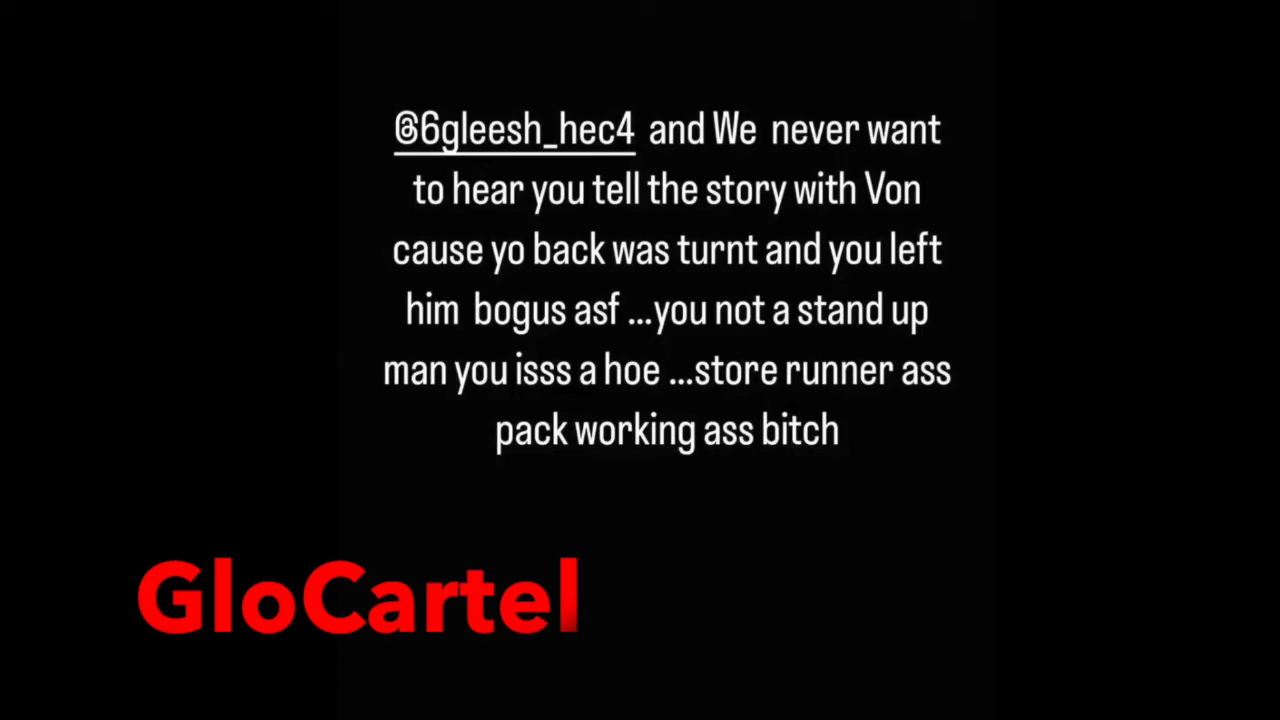 @6gleesh_hec4 and We never want
to hear you tell the story with Von
cause yo back was turnt and you left
him bogus asf ...you not a stand up
man you isss a hoe ...store runner ass
pack working ass bitch
GloCartel